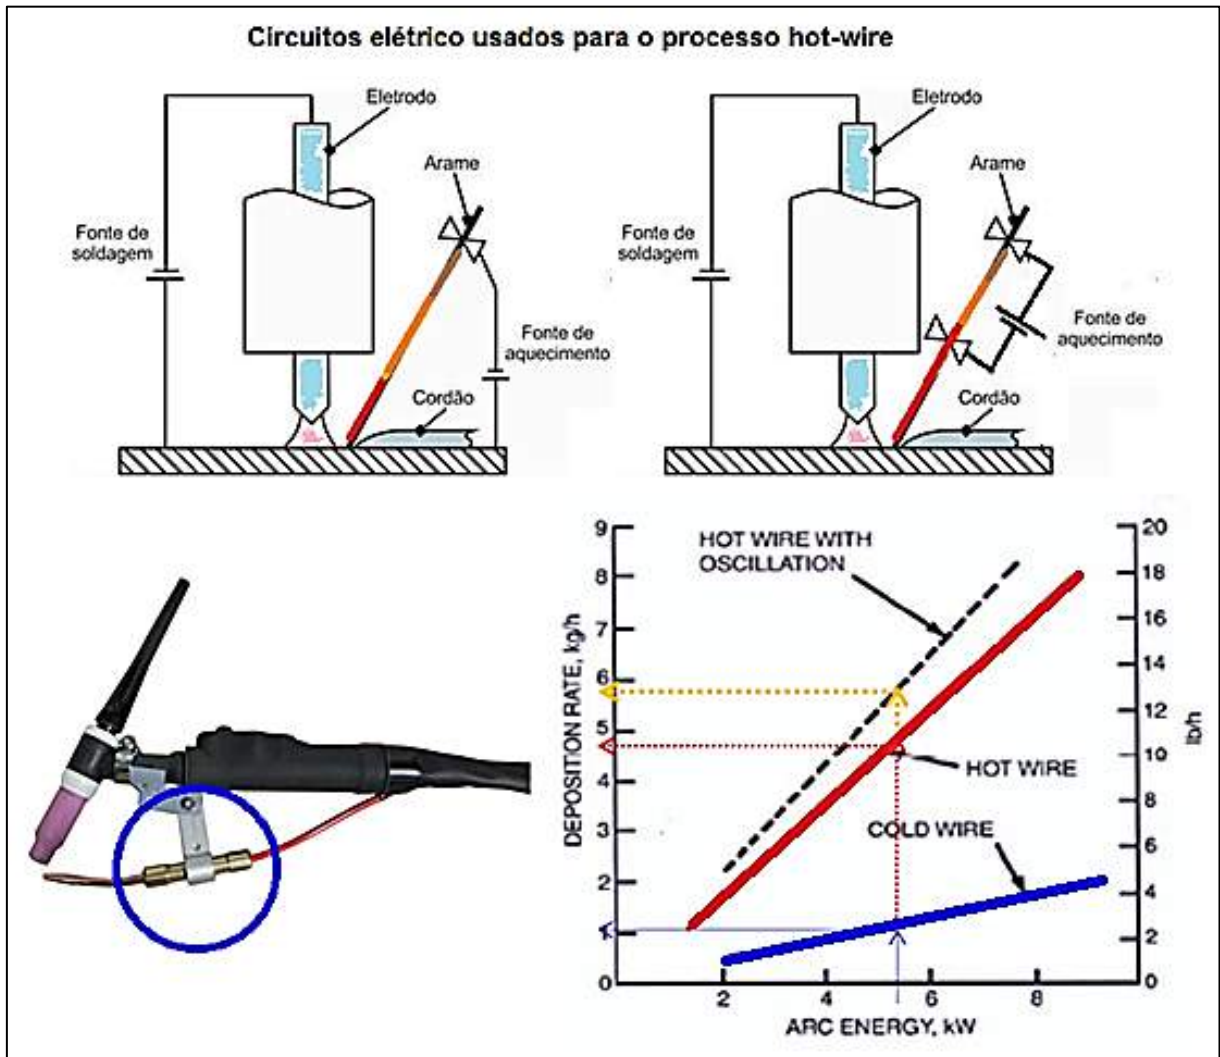 Circuitos elétrico usados para o processo hot-wire
Eletrodo
Arame
Fonte de
soldagem
Fonte de
aquecimento
Cordão
Eletrodo
Arame
Fonte de
soldagem
Fonte de
aquecimento
Cordão
9
8
7
6
5
4
3
2
1
0
DEPOSITION RATE, kg/h
HOT WIRE WITH
OSCILLATION
HOT WIRE
COLD WIRE
20
18
16
14
12
10
8
6
4
2
0
lb/h
2
4
6
8
ARC ENERGY, kW